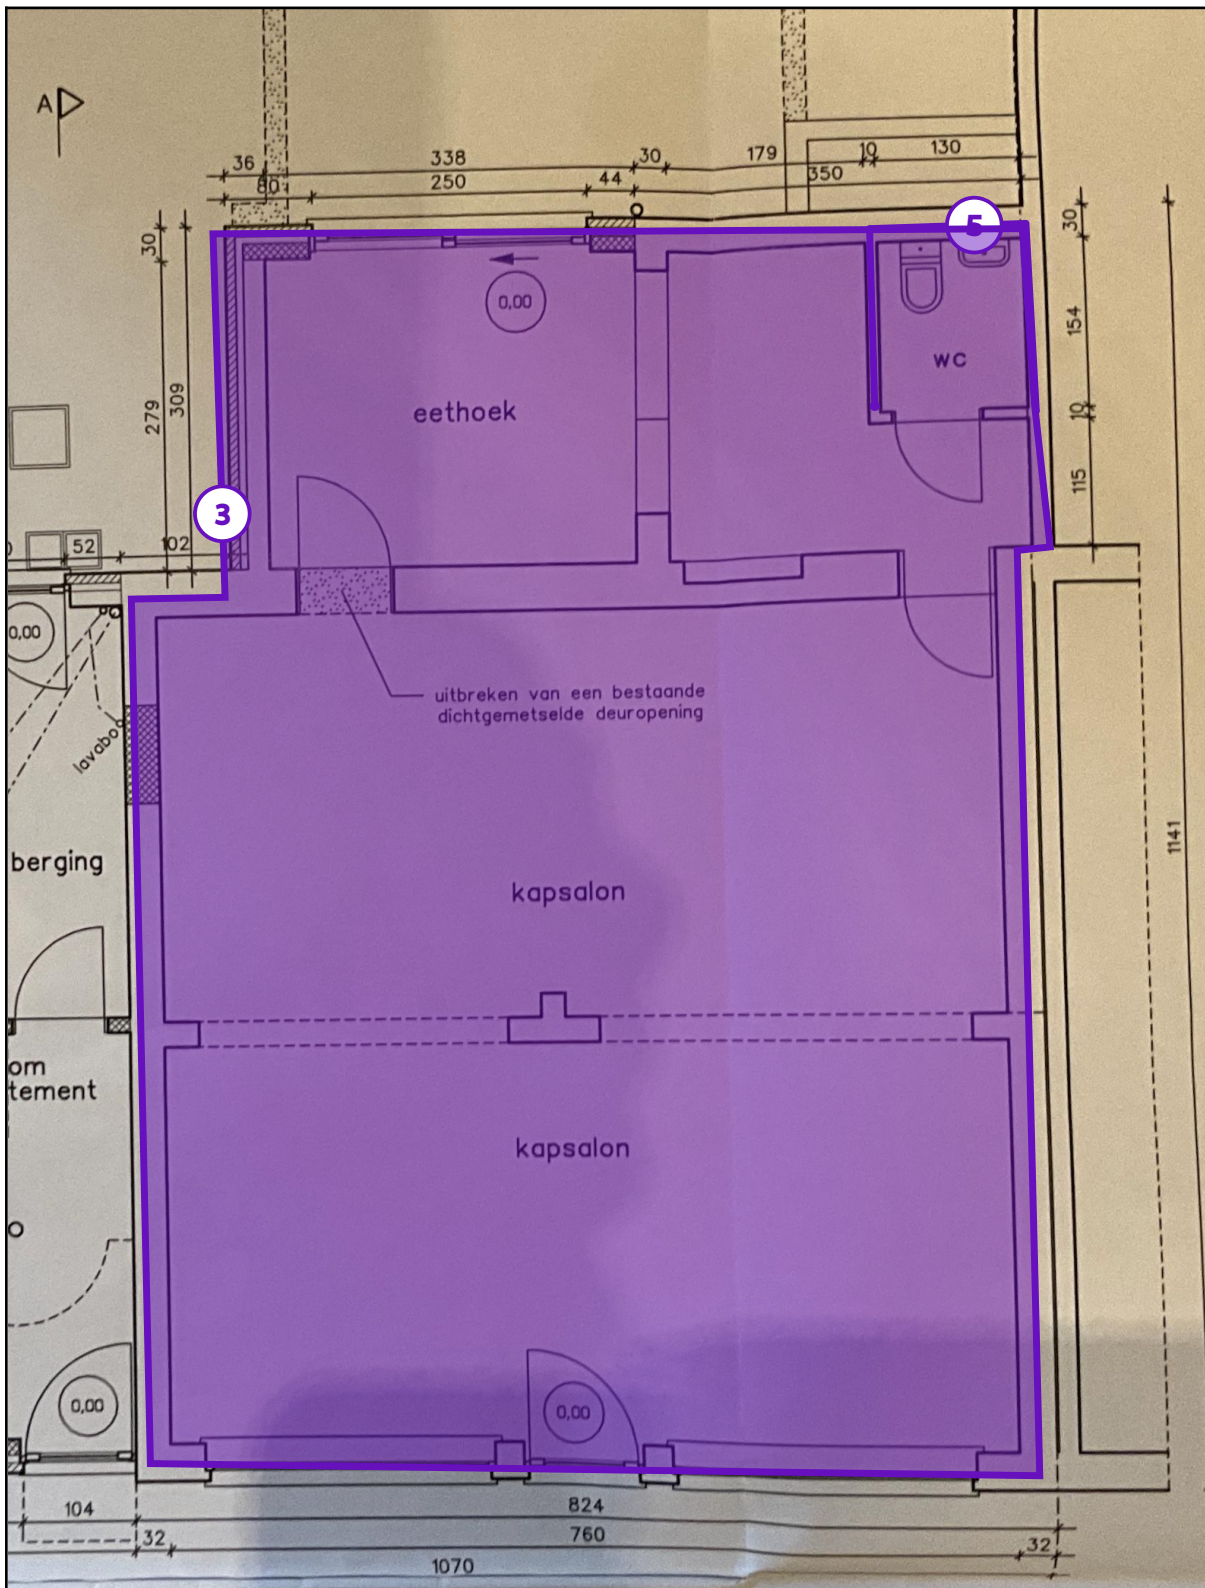 A
36
338
30
179
10
130
80
250
44
350
5
30
30
0,00
154
WC
279
309
eethoek
10
115
3
52
102
0,00
uitbreken van een bestaande
dichtgemetselde deuropening
lavabo
1141
berging
kapsalon
om
tement
kapsalon
0,00
0,00
104
824
32
760
32
1070